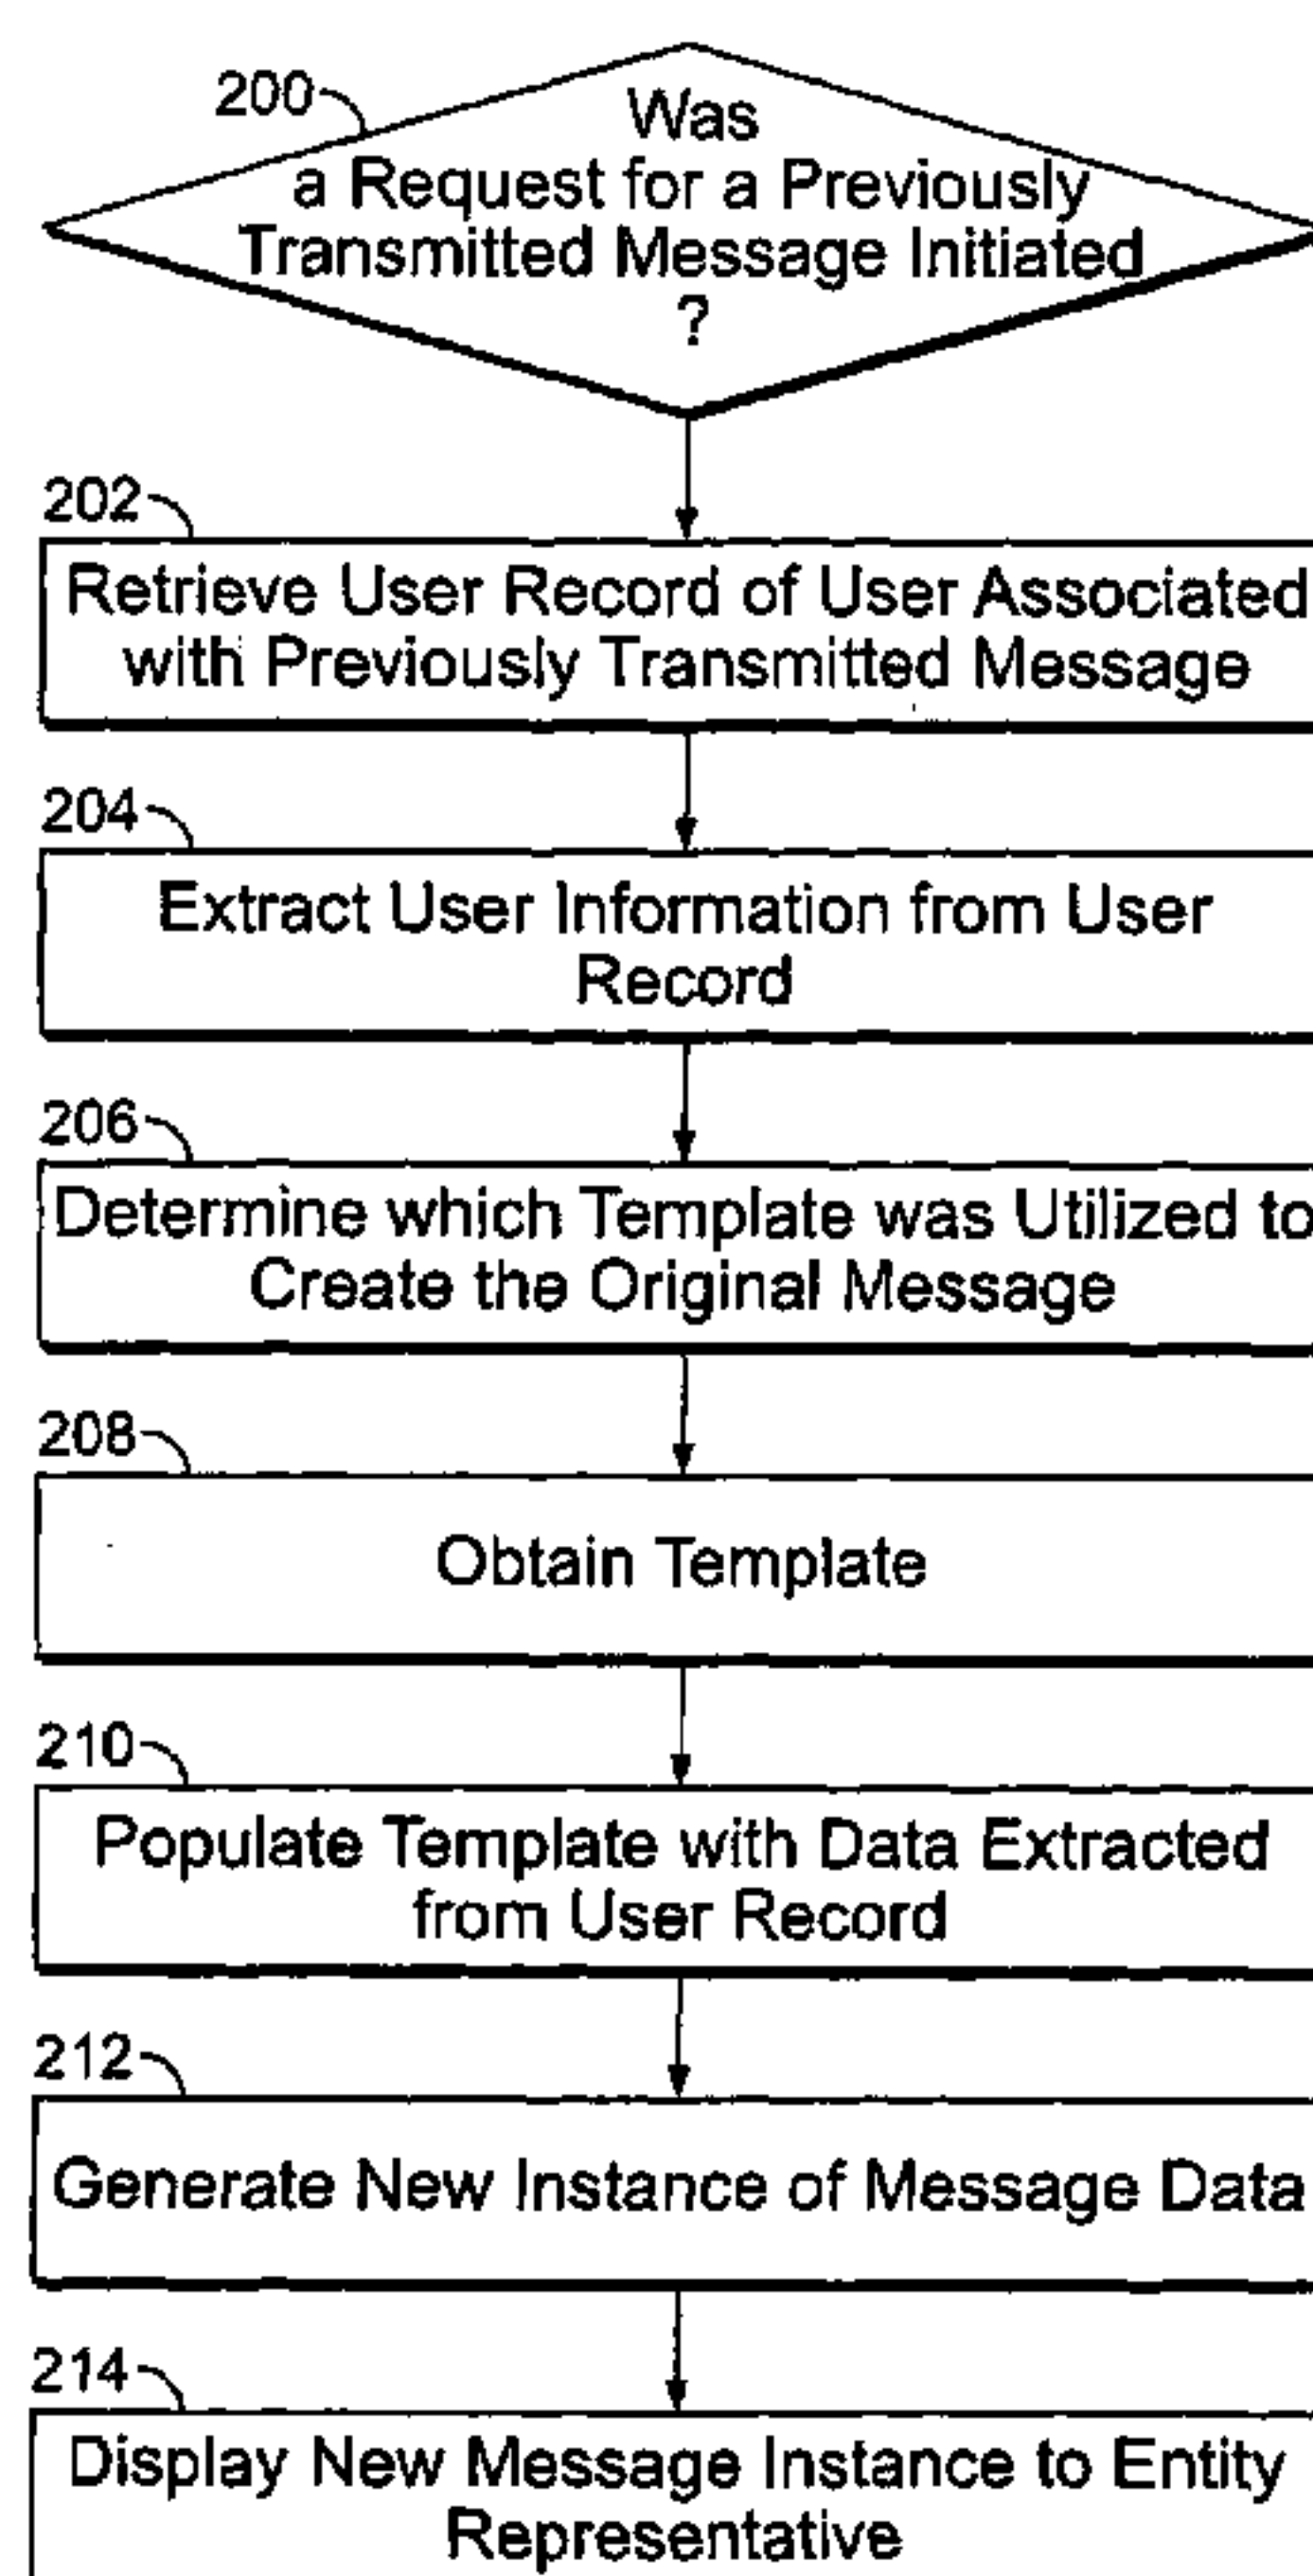 200
Was
a Request for a Previously
Transmitted Message Initiated
?
202
Retrieve User Record of User Associated
with Previously Transmitted Message
204
Extract User Information from User
Record
206
Determine which Template was Utilized to
Create the Original Message
208
Obtain Template
210
Populate Template with Data Extracted
from User Record
212
Generate New Instance of Message Data
214
Display New Message Instance to Entity
Representative